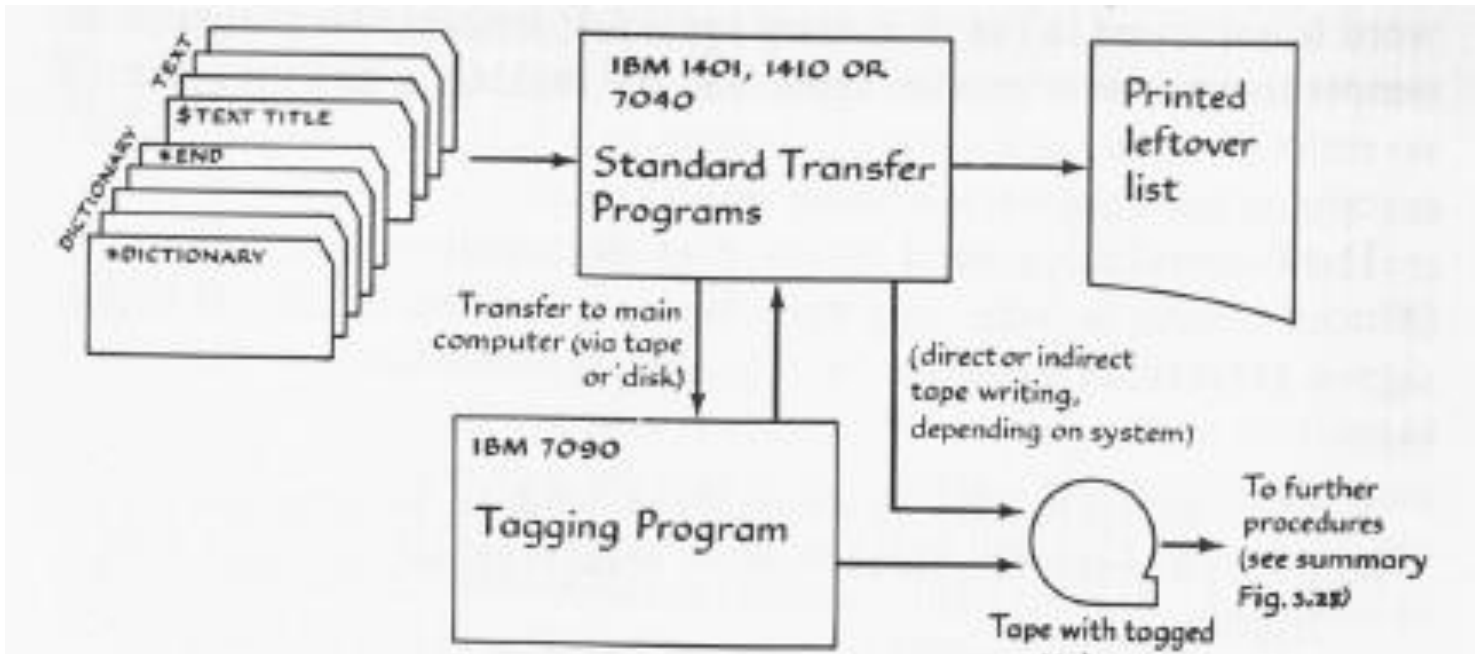 TEXT
$TEXT TITLE
DICTIONARY
*END
*DICTIONARY
IBM 1401, 1410 OR
7040
Standard Transfer
Programs
Printed
leftover
list
Transfer to main
computer (via tape
or disk)
(direct or indirect
tape writing,
depending on system)
IBM 7090
Tagging Program
To further
procedures
(see summary
Fig.
Tape with tagged